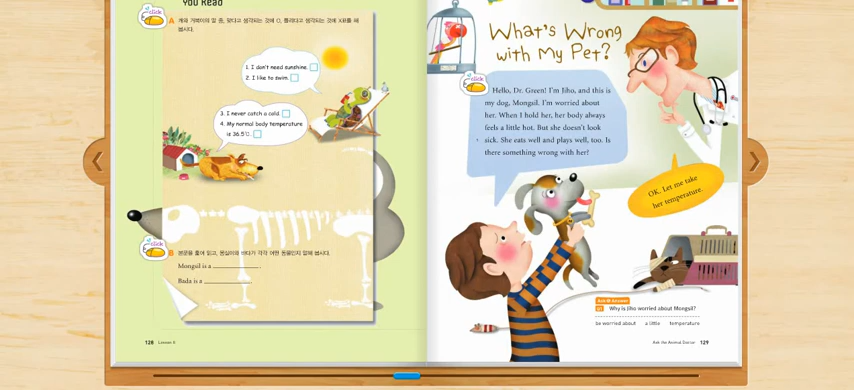 You Read
click
A 개와 거북이의 말 중, 맞다고 생각되는 것에 O, 틀리다고 생각되는 것에 X표를 해
봅시다.
1. I don't need sunshine.
2. I like to swim.
3. I never catch a cold.
4. My normal body temperature
is 36.5℃.
click
B 본문을 훑어 읽고, 몽실이와 바다가 각각 어떤 동물인지 말해 봅시다.
Mongsil is a
Bada is a
128 Lesson 6
What's Wrong
with My Pet?
click
Hello, Dr. Green! I'm Jiho, and this is
my dog, Mongsil. I'm worried about
her. When I hold her, her body always
feels a little hot. But she doesn't look
sick. She eats well and plays well, too. Is
there something wrong with her?
OK. Let me take
her temperature.
Ask & Answer
Q1 Why is Jiho worried about Mongsil?
be worried about a little temperature
Ask the Animal Doctor 129